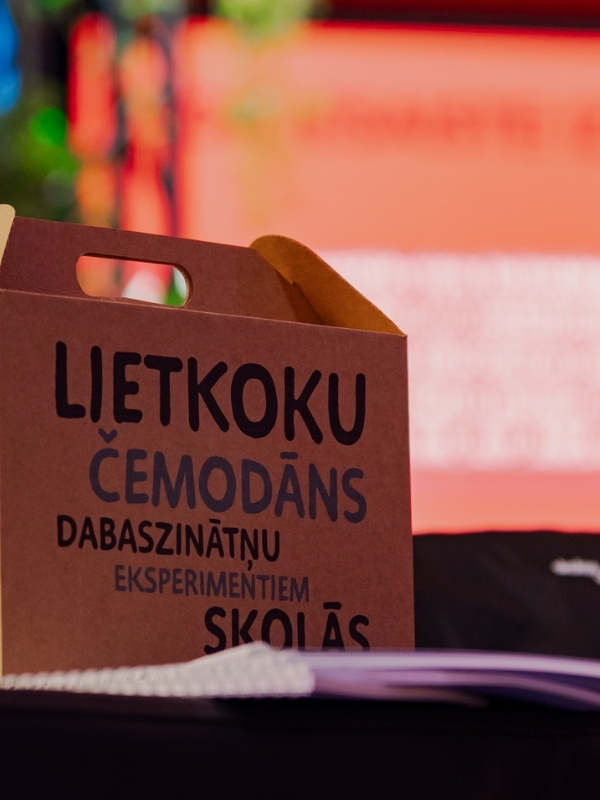 LIETKOKU
ČEMODĀNS
DABASZINĀTŅU
EKSPERIMENTIEM
SKOLĀS